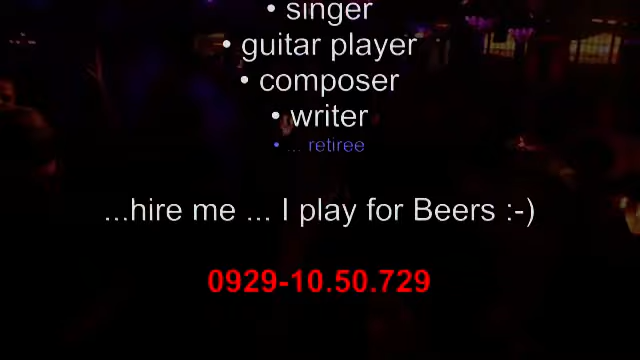 • singer
• guitar player
• composer
• writer
• ... retiree
...hire me ... I play for Beers :-)
0929-10.50.729